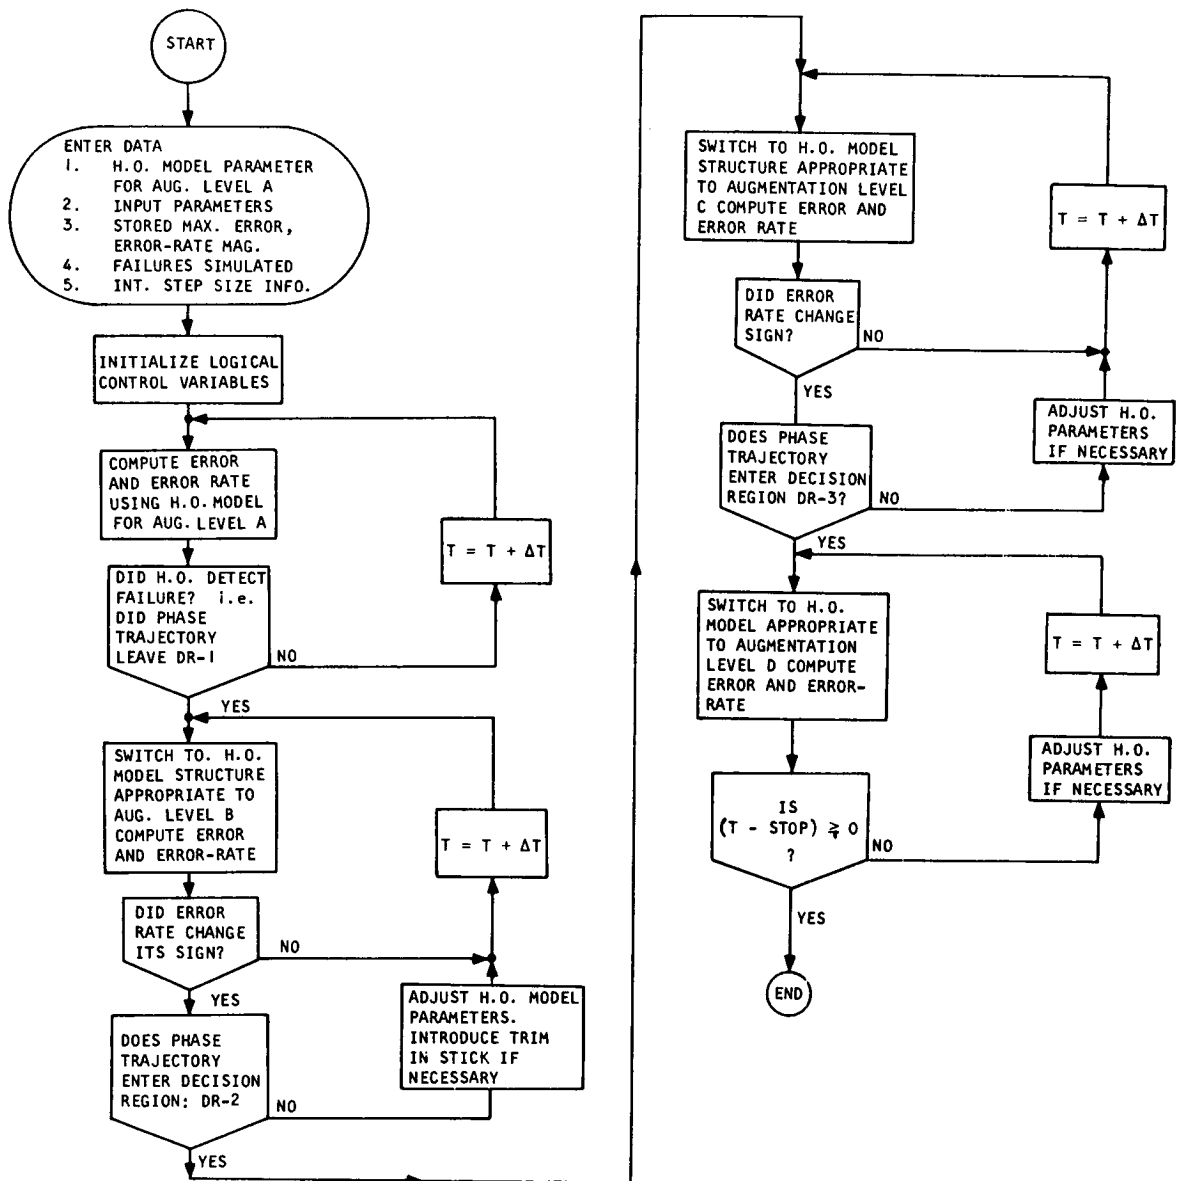 START
ENTER DATA
1. H.O. MODEL PARAMETER
FOR AUG. LEVEL A
2. INPUT PARAMETERS
3. STORED MAX. ERROR,
ERROR-RATE MAG.
4. FAILURES SIMULATED
5. INT. STEP SIZE INFO.
INITIALIZE LOGICAL
CONTROL VARIABLES
COMPUTE ERROR
AND ERROR RATE
USING H.O. MODEL
FOR AUG. LEVEL A
T = T + ΔT
DID H.O. DETECT
FAILURE? i.e.
DID PHASE
TRAJECTORY
LEAVE DR-1
NO
YES
SWITCH TO. H.O.
MODEL STRUCTURE
APPROPRIATE TO
AUG. LEVEL B
COMPUTE ERROR
AND ERROR-RATE
T = T + ΔT
DID ERROR
RATE CHANGE
ITS SIGN?
NO
YES
ADJUST H.O. MODEL
PARAMETERS.
INTRODUCE TRIM
IN STICK IF
NECESSARY
DOES PHASE
TRAJECTORY
ENTER DECISION
REGION: DR-2
NO
YES
SWITCH TO H.O. MODEL
STRUCTURE APPROPRIATE
TO AUGMENTATION LEVEL
C COMPUTE ERROR AND
ERROR RATE
T = T + ΔT
DID ERROR
RATE CHANGE
SIGN?
NO
YES
ADJUST H.O.
PARAMETERS
IF NECESSARY
DOES PHASE
TRAJECTORY
ENTER DECISION
REGION DR-3?
NO
YES
SWITCH TO H.O.
MODEL APPROPRIATE
TO AUGMENTATION
LEVEL D COMPUTE
ERROR AND ERROR-
RATE
T = T + ΔT
ADJUST H.O.
PARAMETERS
IF NECESSARY
IS
(T - STOP) ≥ 0
?
NO
YES
END